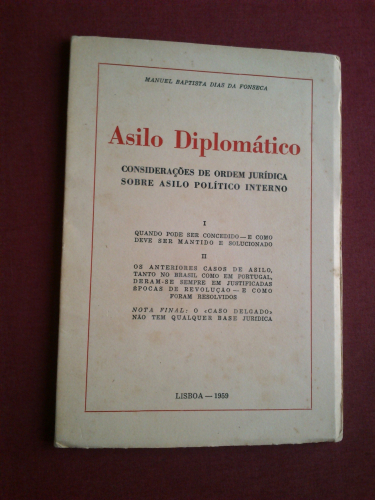 MANUEL BAPTISTA DIAS DA FONSECA
Asilo Diplomático
CONSIDERAÇÕES DE ORDEM JURÍDICA
SOBRE ASILO POLÍTICO INTERNO
I
QUANDO PODE SER CONCEDIDO—E COMO
DEVE SER MANTIDO E SOLUCIONADO
II
OS ANTERIORES CASOS DE ASILO,
TANTO NO BRASIL COMO EM PORTUGAL,
DERAM-SE SEMPRE EM JUSTIFICADAS
ÉPOCAS DE REVOLUÇÃO—E COMO
FORAM RESOLVIDOS
NOTA FINAL: O «CASO DELGADO»
NÃO TEM QUALQUER BASE JURÍDICA
LISBOA—1959